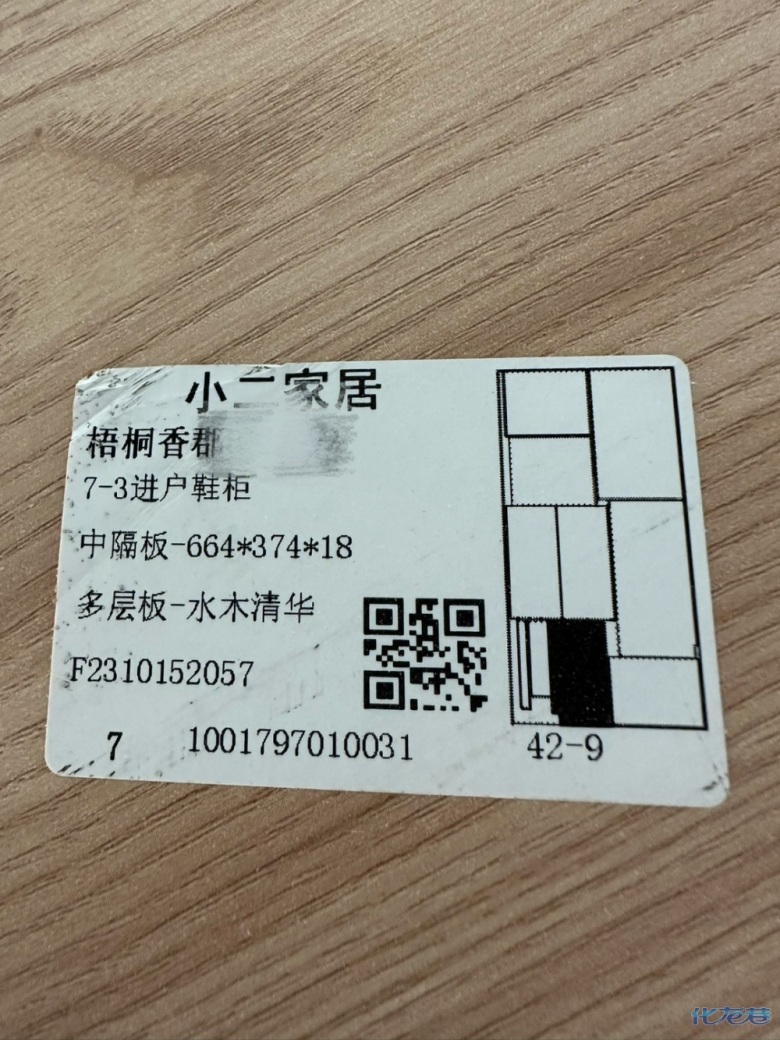 小二家居
梧桐香郡
7-3进户鞋柜
中隔板-664*374*18
多层板-水木清华
F2310152057
7 1001797010031 42-9
化龙巷